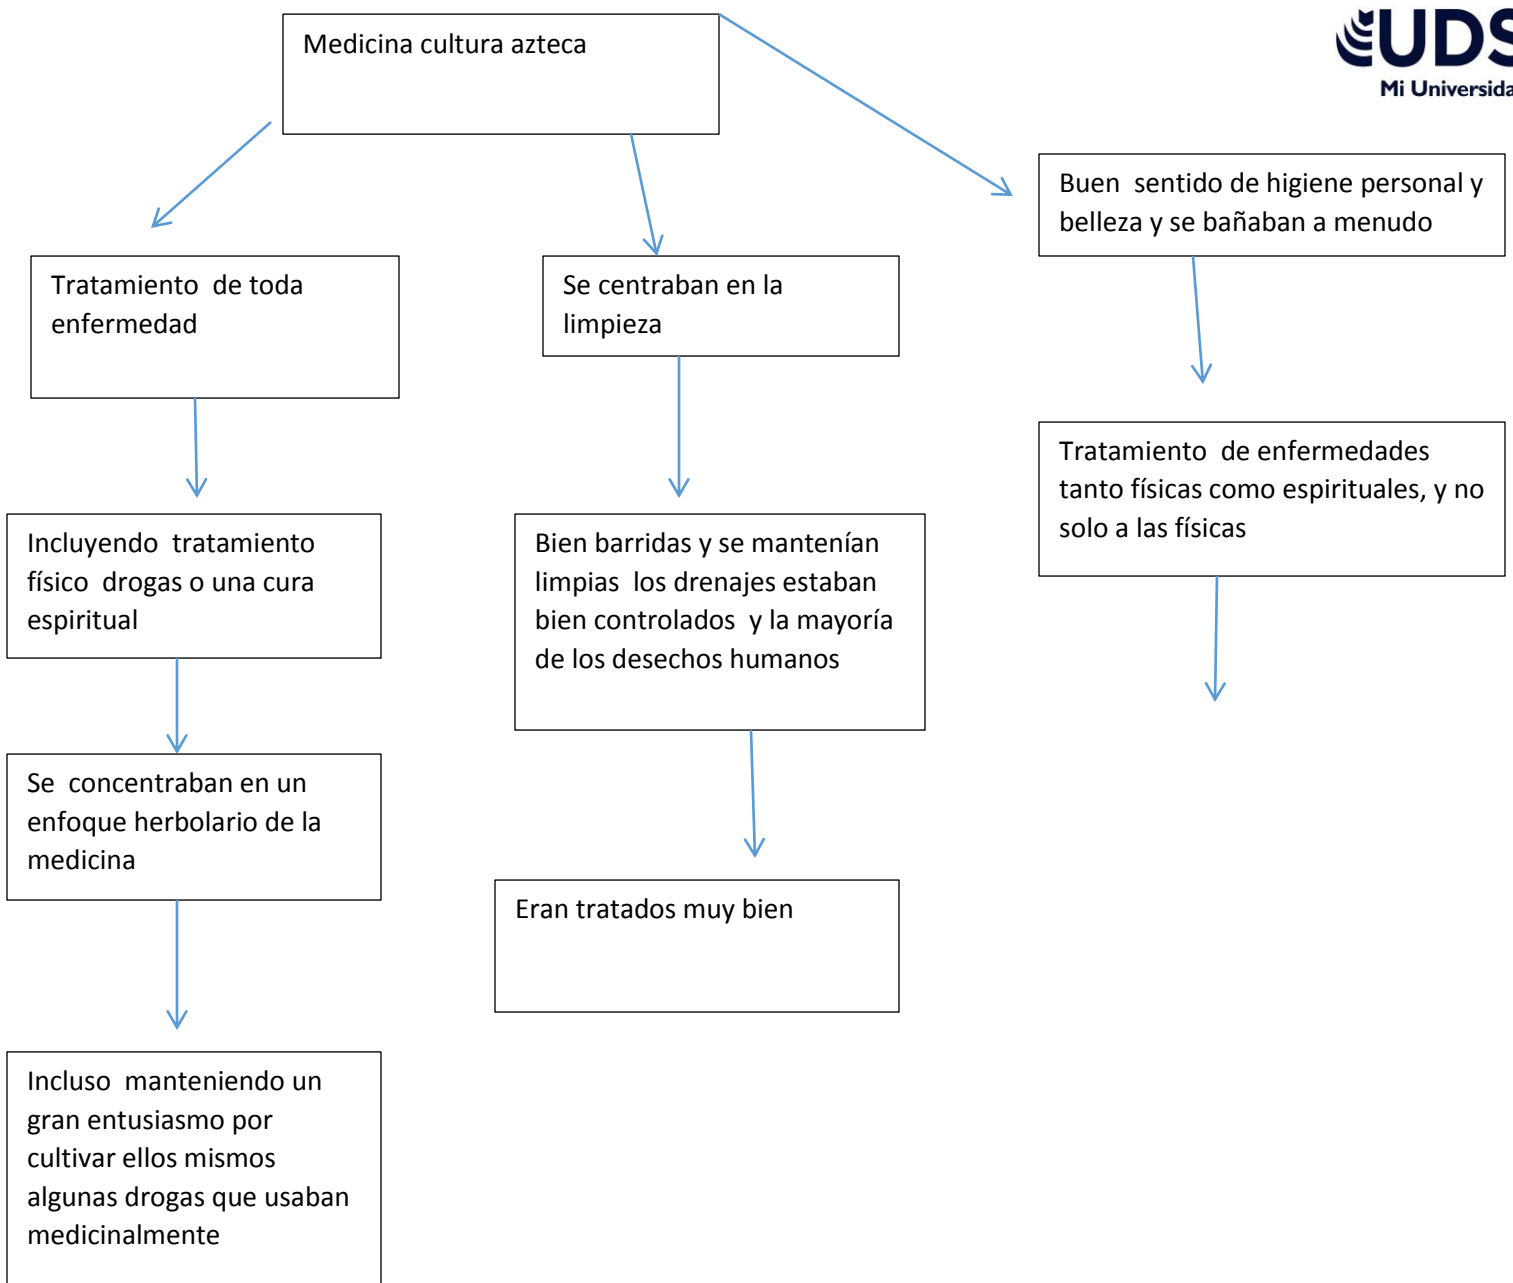 Medicina cultura azteca
UDS
Mi Universida
Buen  sentido de higiene personal y
belleza y se bañaban a menudo
Tratamiento  de toda
enfermedad
Se centraban en la
limpieza
Tratamiento  de enfermedades
tanto físicas como espirituales, y no
solo a las físicas
Incluyendo  tratamiento
físico  drogas o una cura
espiritual
Bien barridas y se mantenían
limpias  los drenajes estaban
bien controlados  y la mayoría
de los desechos humanos
Se  concentraban en un
enfoque herbolario de la
medicina
Eran tratados muy bien
Incluso  manteniendo un
gran entusiasmo por
cultivar ellos mismos
algunas drogas que usaban
medicinalmente